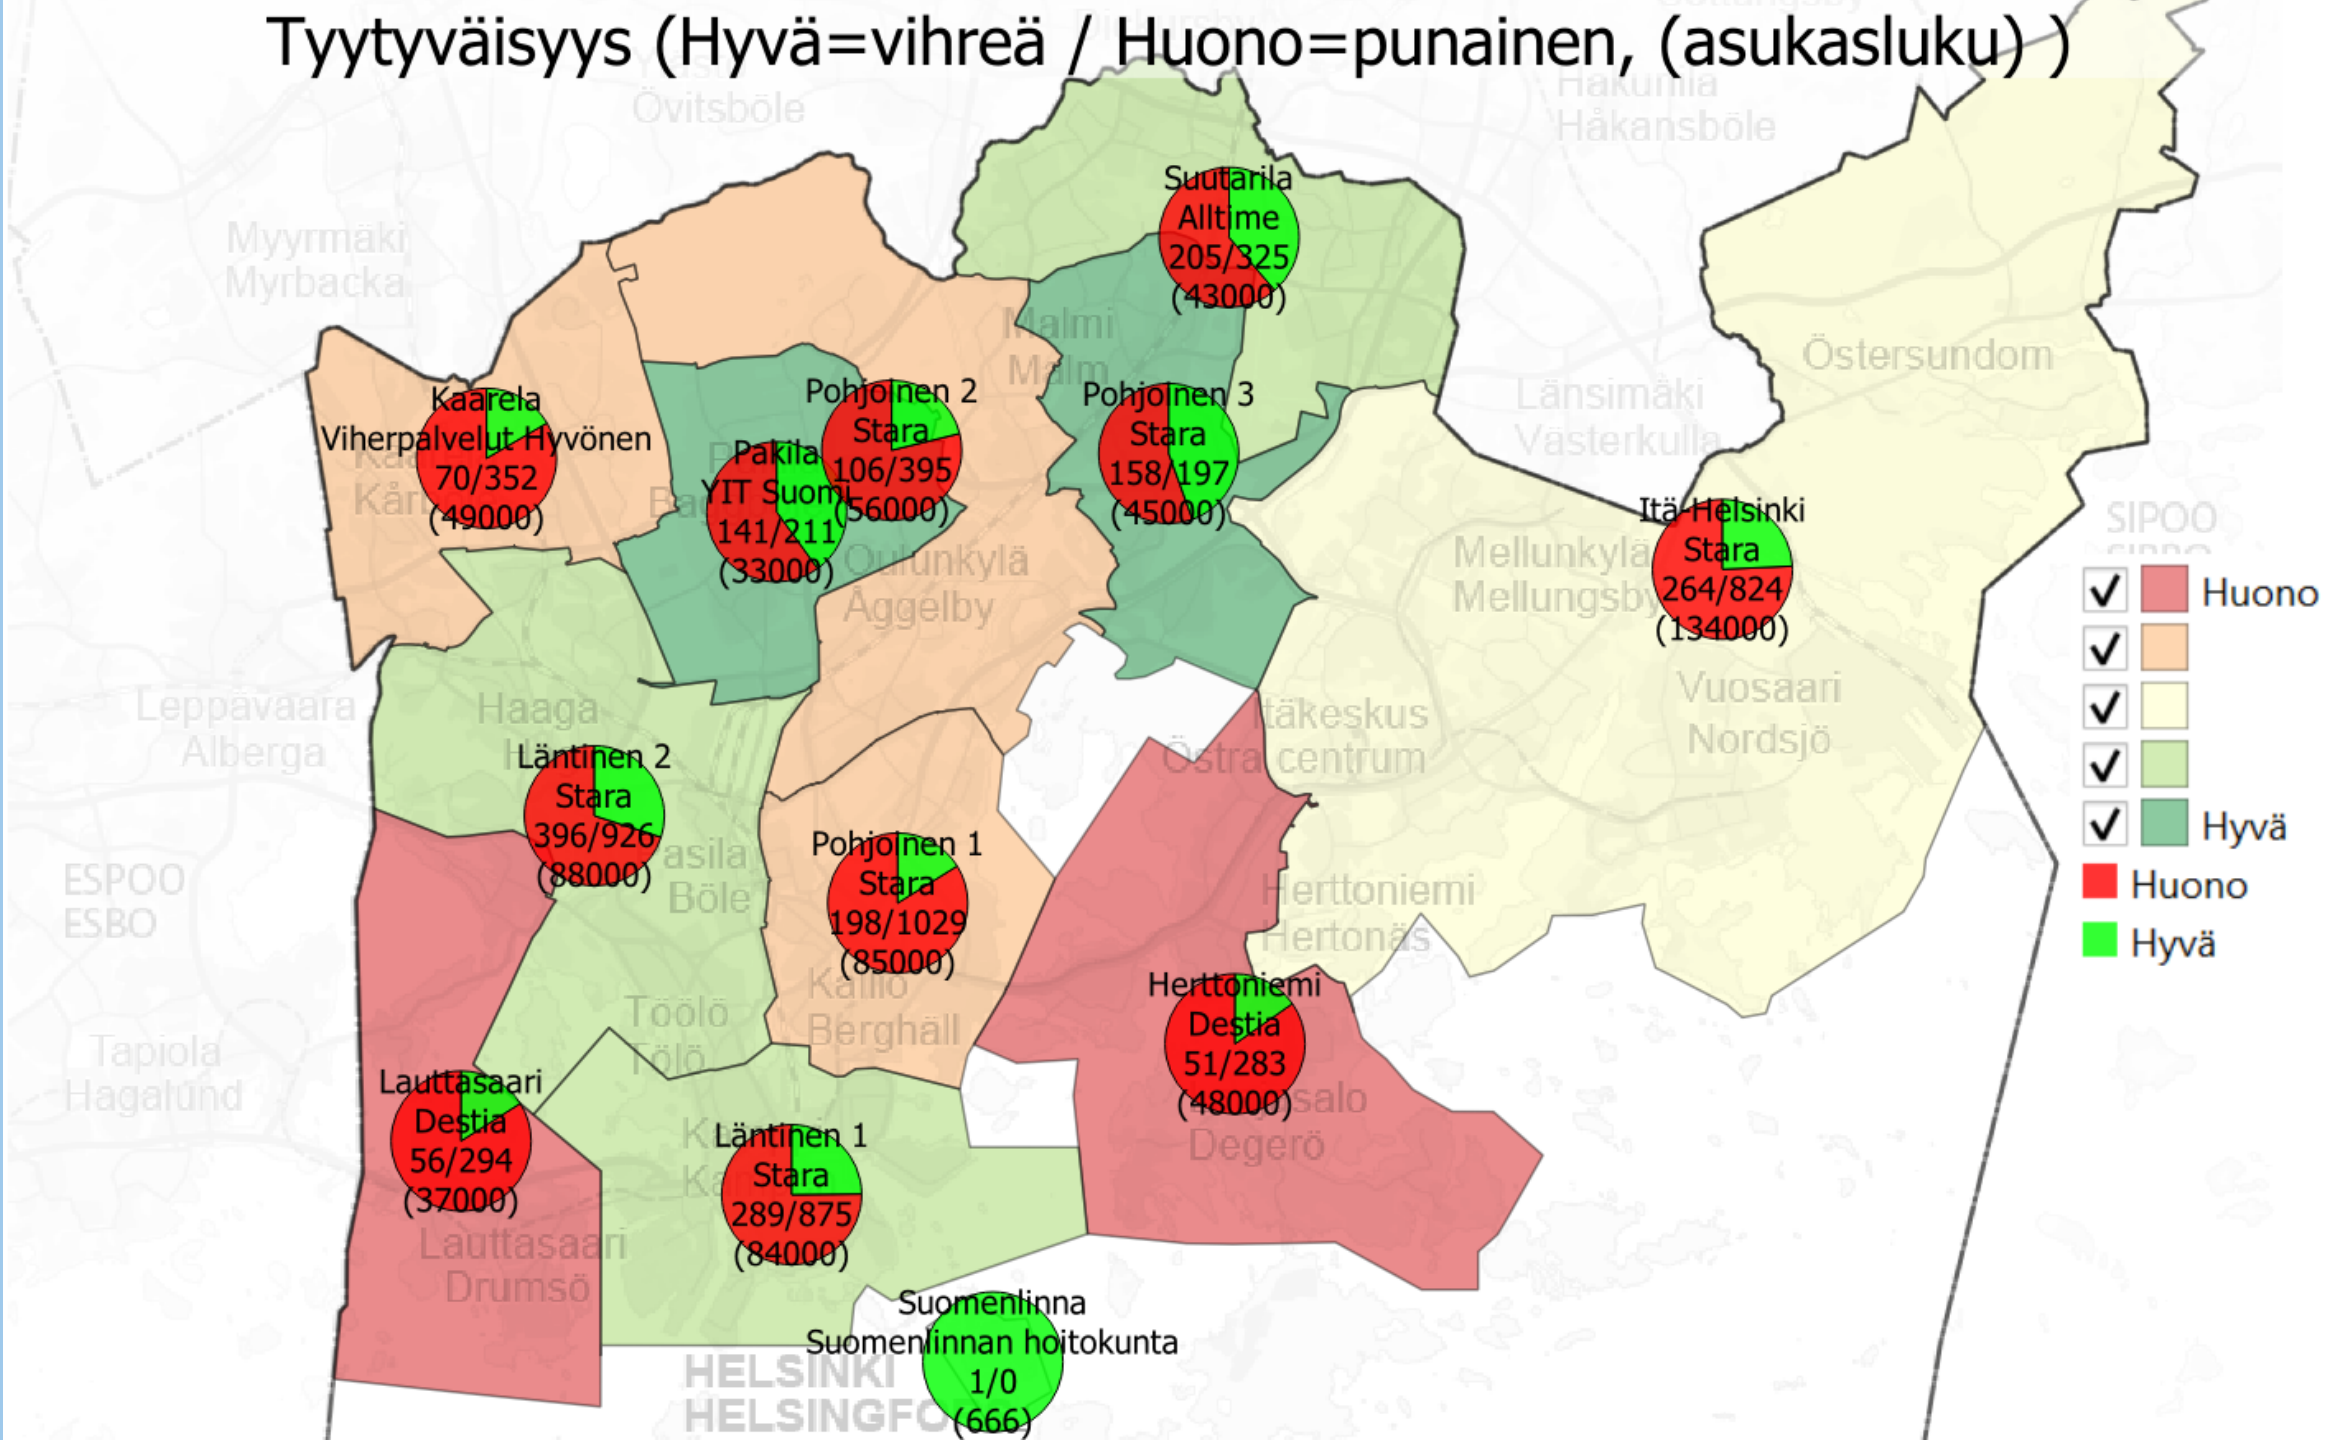 Tyytyväisyys (Hyvä=vihreä / Huono=punainen, (asukasluku) )
Övitsböle
Hakunila
Håkansböle
Myyrmäki
Myrbacka
Suutarila
Alltime
205/325
(43000)
Malmi
Malm
Östersundom
Länsimäki
Västerkulla
Kaarela
Viherpalvelut Hyvönen
70/352
(49000)
Pohjoinen 2
Stara
106/395
(56000)
Pohjoinen 3
Stara
158/197
(45000)
Pakila
YIT Suomi
141/211
(33000)
Oulunkylä
Åggelby
Itä-Helsinki
Stara
264/824
(134000)
Mellunkylä
Mellungsby
SIPOO
Huono
Hyvä
Huono
Hyvä
Leppävaara
Alberga
Haaga
Vuosaari
Nordsjö
Itäkeskus
Östra centrum
Läntinen 2
Stara
396/926
(88000)
asila
Böle
Pohjoinen 1
Stara
198/1029
(85000)
ESPOO
ESBO
Herttoniemi
Hertonäs
Kallio
Berghäll
Töölö
Tölö
Herttoniemi
Destia
51/283
(48000)
salo
Degerö
Tapiola
Hagalund
Lauttasaari
Destia
56/294
(37000)
Läntinen 1
Stara
289/875
(84000)
Lauttasaari
Drumsö
Suomenlinna
Suomenlinnan hoitokunta
1/0
(666)
HELSINKI
HELSINGFO